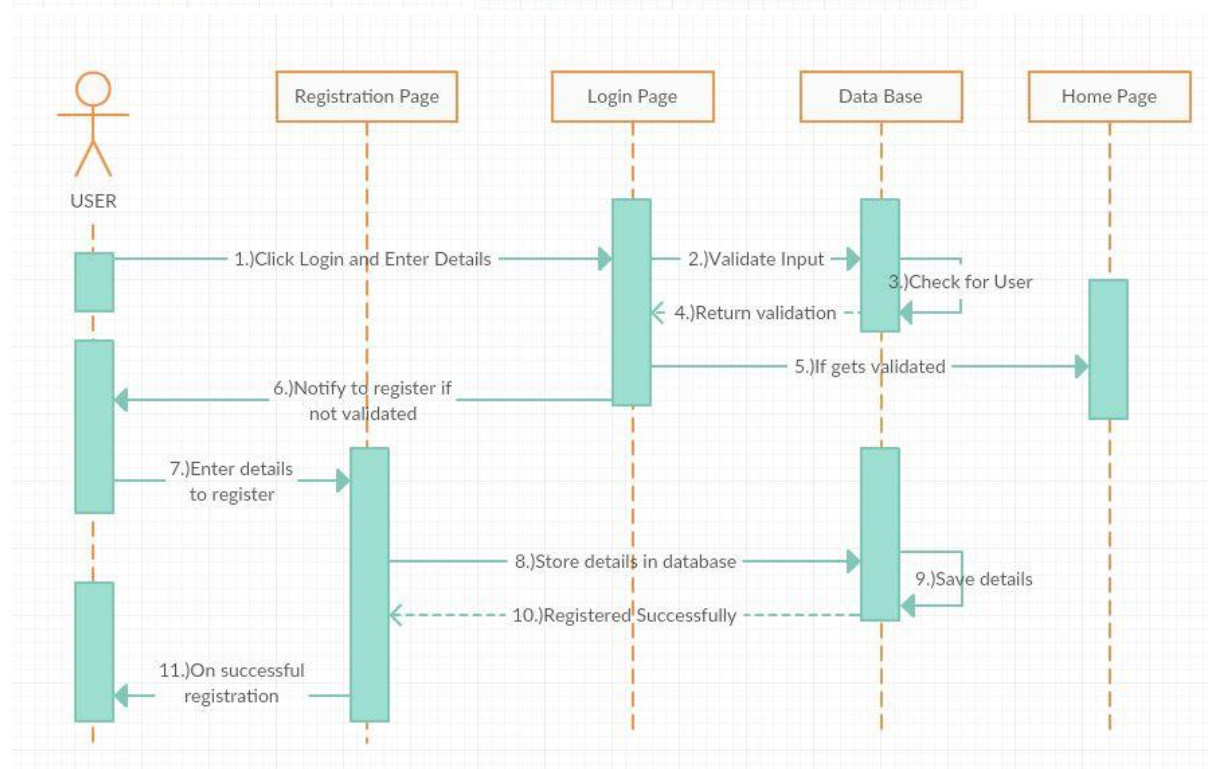 Registration Page
Login Page
Data Base
Home Page
USER
1.)Click Login and Enter Details
2.)Validate Input
3.)Check for User
4.)Return validation
5.)If gets validated
6.)Notify to register if
not validated
7.)Enter details
to register
8.)Store details in database
9.)Save details
10.)Registered Successfully
11.)On successful
registration